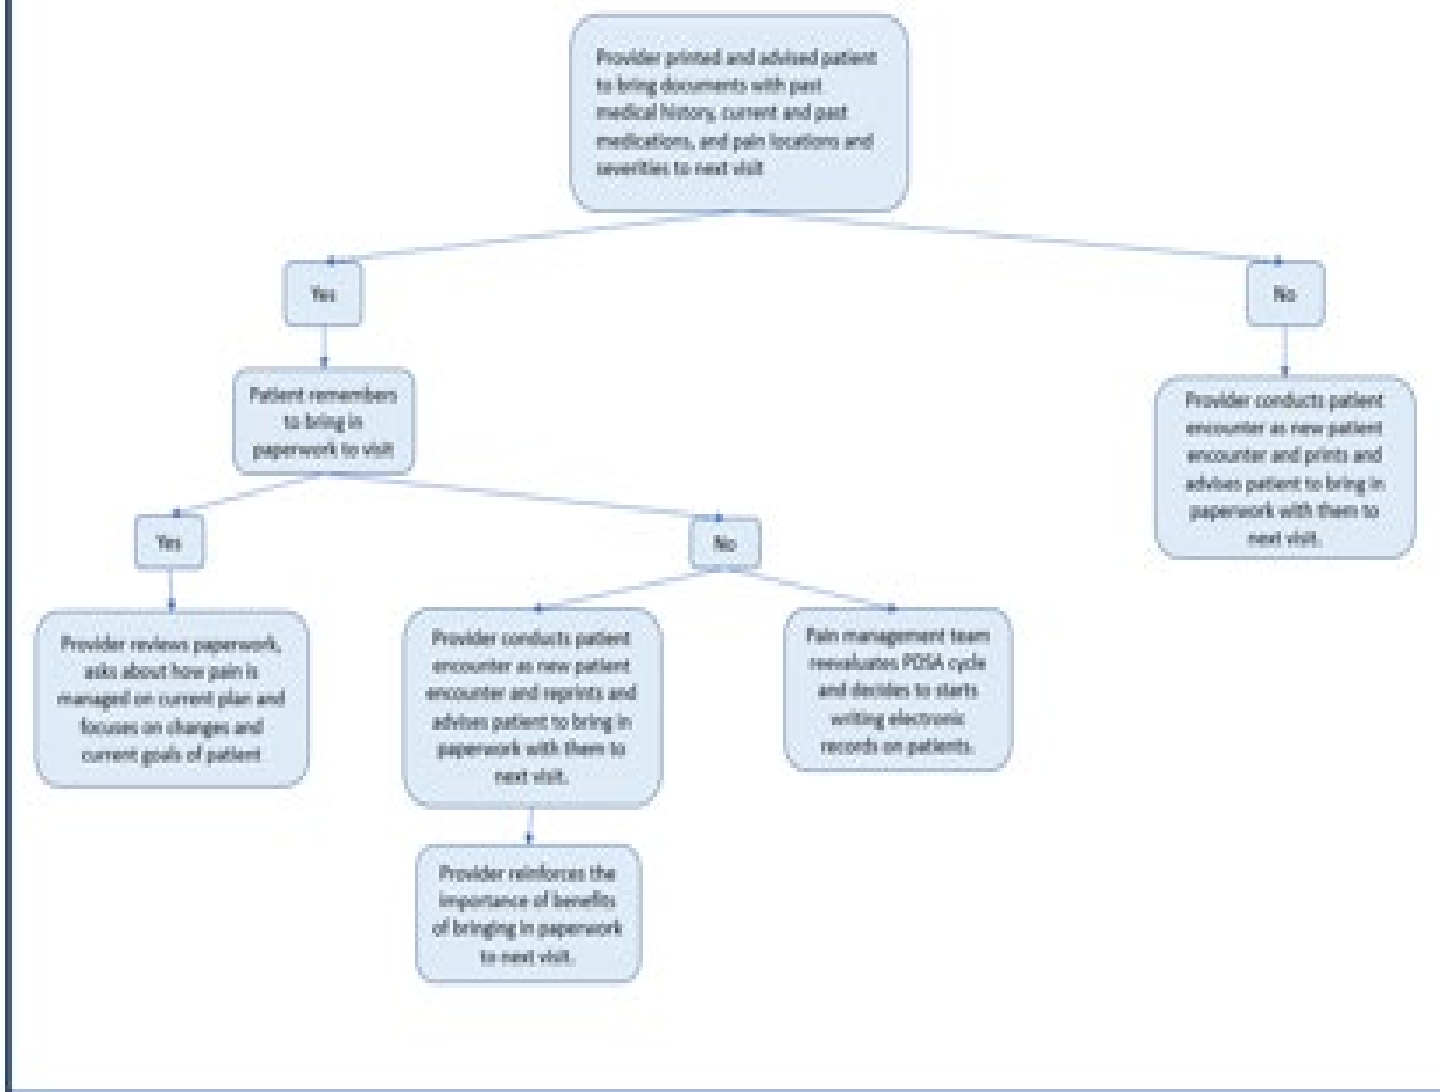 Provider printed and advised patient
to bring documents with past
medical history, current and past
medications, and pain locations and
severities to next visit
Yes
No
Patient remembers
to bring in
paperwork to visit
Provider conducts patient
encounter as new patient
encounter and prints and
advises patient to bring in
paperwork with them to
next visit.
Yes
No
Provider reviews paperwork,
asks about how pain is
managed on current plan and
focuses on changes and
current goals of patient
Provider conducts patient
encounter as new patient
encounter and reprints and
advises patient to bring in
paperwork with them to
next visit.
Pain management team
reevaluates PDSA cycle
and decides to starts
writing electronic
records on patients.
Provider reinforces the
importance of benefits
of bringing in paperwork
to next visit.